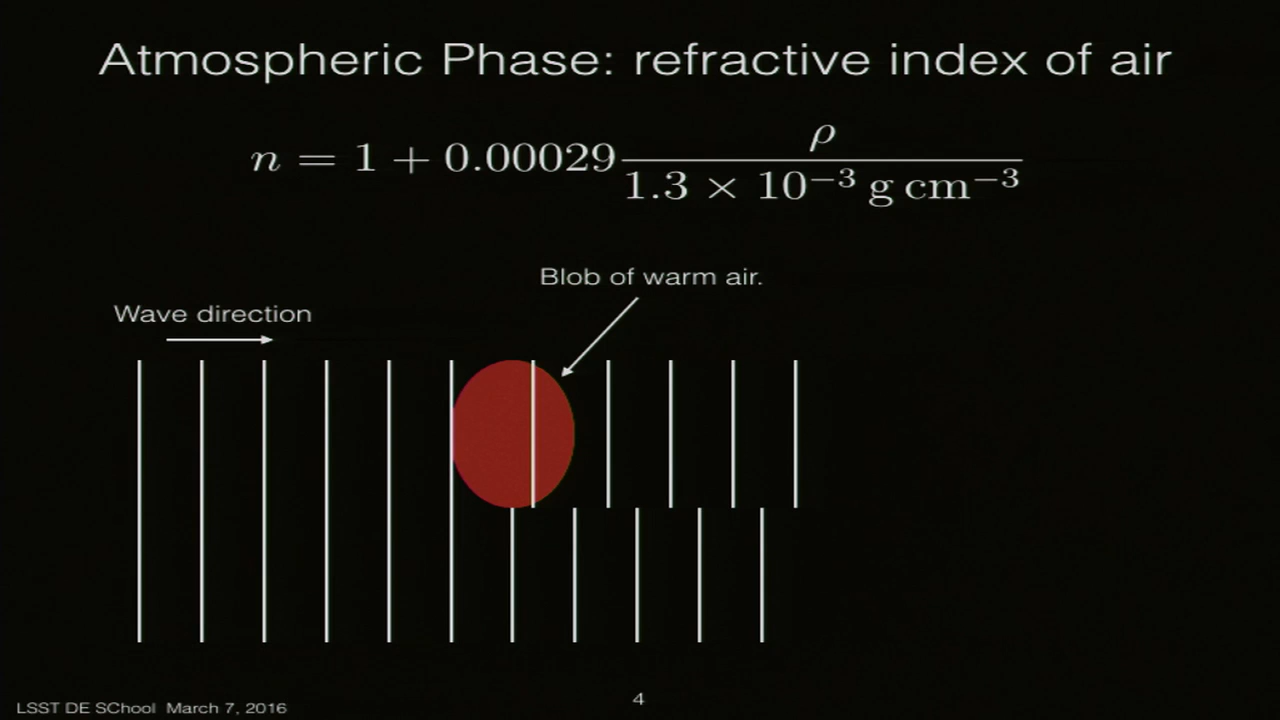 Atmospheric Phase: refractive index of air
n = 1 + 0.00029 ρ / 1.3 × 10⁻³ g cm⁻³
Blob of warm air.
Wave direction
4
LSST DE SChool March 7, 2016